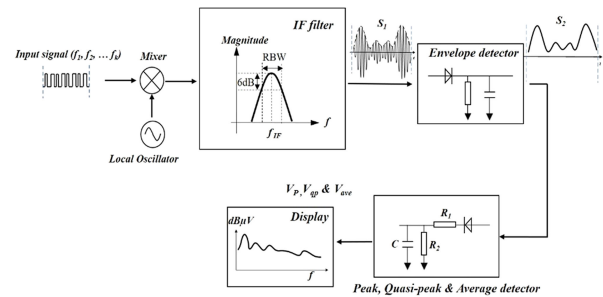 Input signal (f1, f2, … fk)
Mixer
Local Oscillator
IF filter
Magnitude
RBW
6dB
f
fIF
S1
t
Envelope detector
S2
t
VP,Vqp & Vave
Display
dBμV
f
R1
C
R2
Peak, Quasi-peak & Average detector